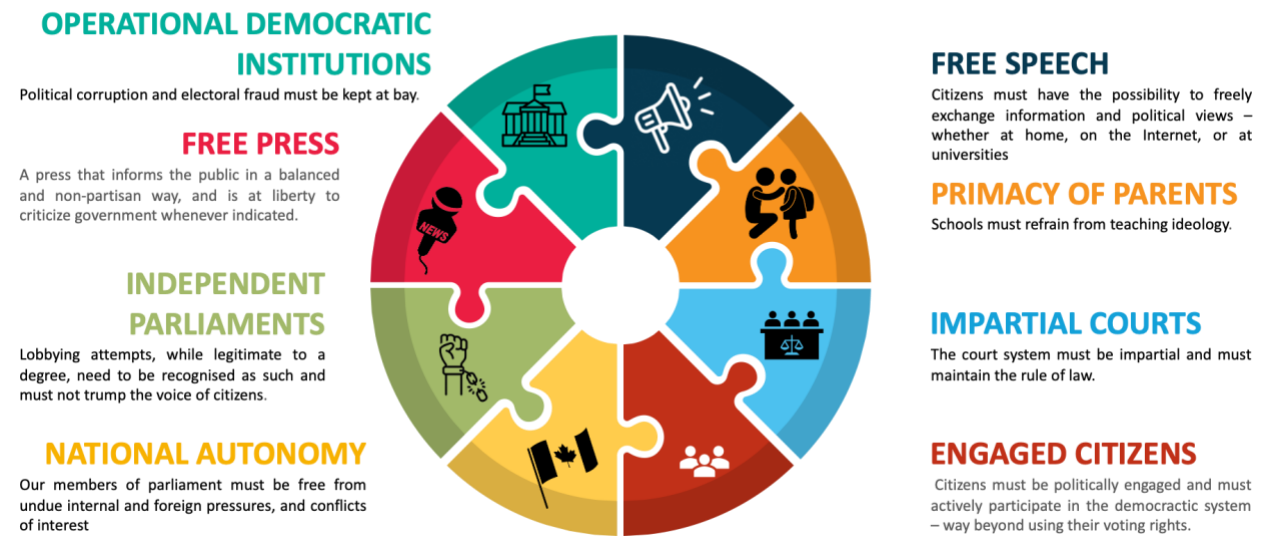 OPERATIONAL DEMOCRATIC
INSTITUTIONS
Political corruption and electoral fraud must be kept at bay.
FREE PRESS
A press that informs the public in a balanced
and non-partisan way, and is at liberty to
criticize government whenever indicated.
INDEPENDENT
PARLIAMENTS
Lobbying attempts, while legitimate to a
degree, need to be recognised as such and
must not trump the voice of citizens.
NATIONAL AUTONOMY
Our members of parliament must be free from
undue internal and foreign pressures, and conflicts
of interest
NEWS
FREE SPEECH
Citizens must have the possibility to freely
exchange information and political views –
whether at home, on the Internet, or at
universities
PRIMACY OF PARENTS
Schools must refrain from teaching ideology.
IMPARTIAL COURTS
The court system must be impartial and must
maintain the rule of law.
ENGAGED CITIZENS
Citizens must be politically engaged and must
actively participate in the democractic system
– way beyond using their voting rights.